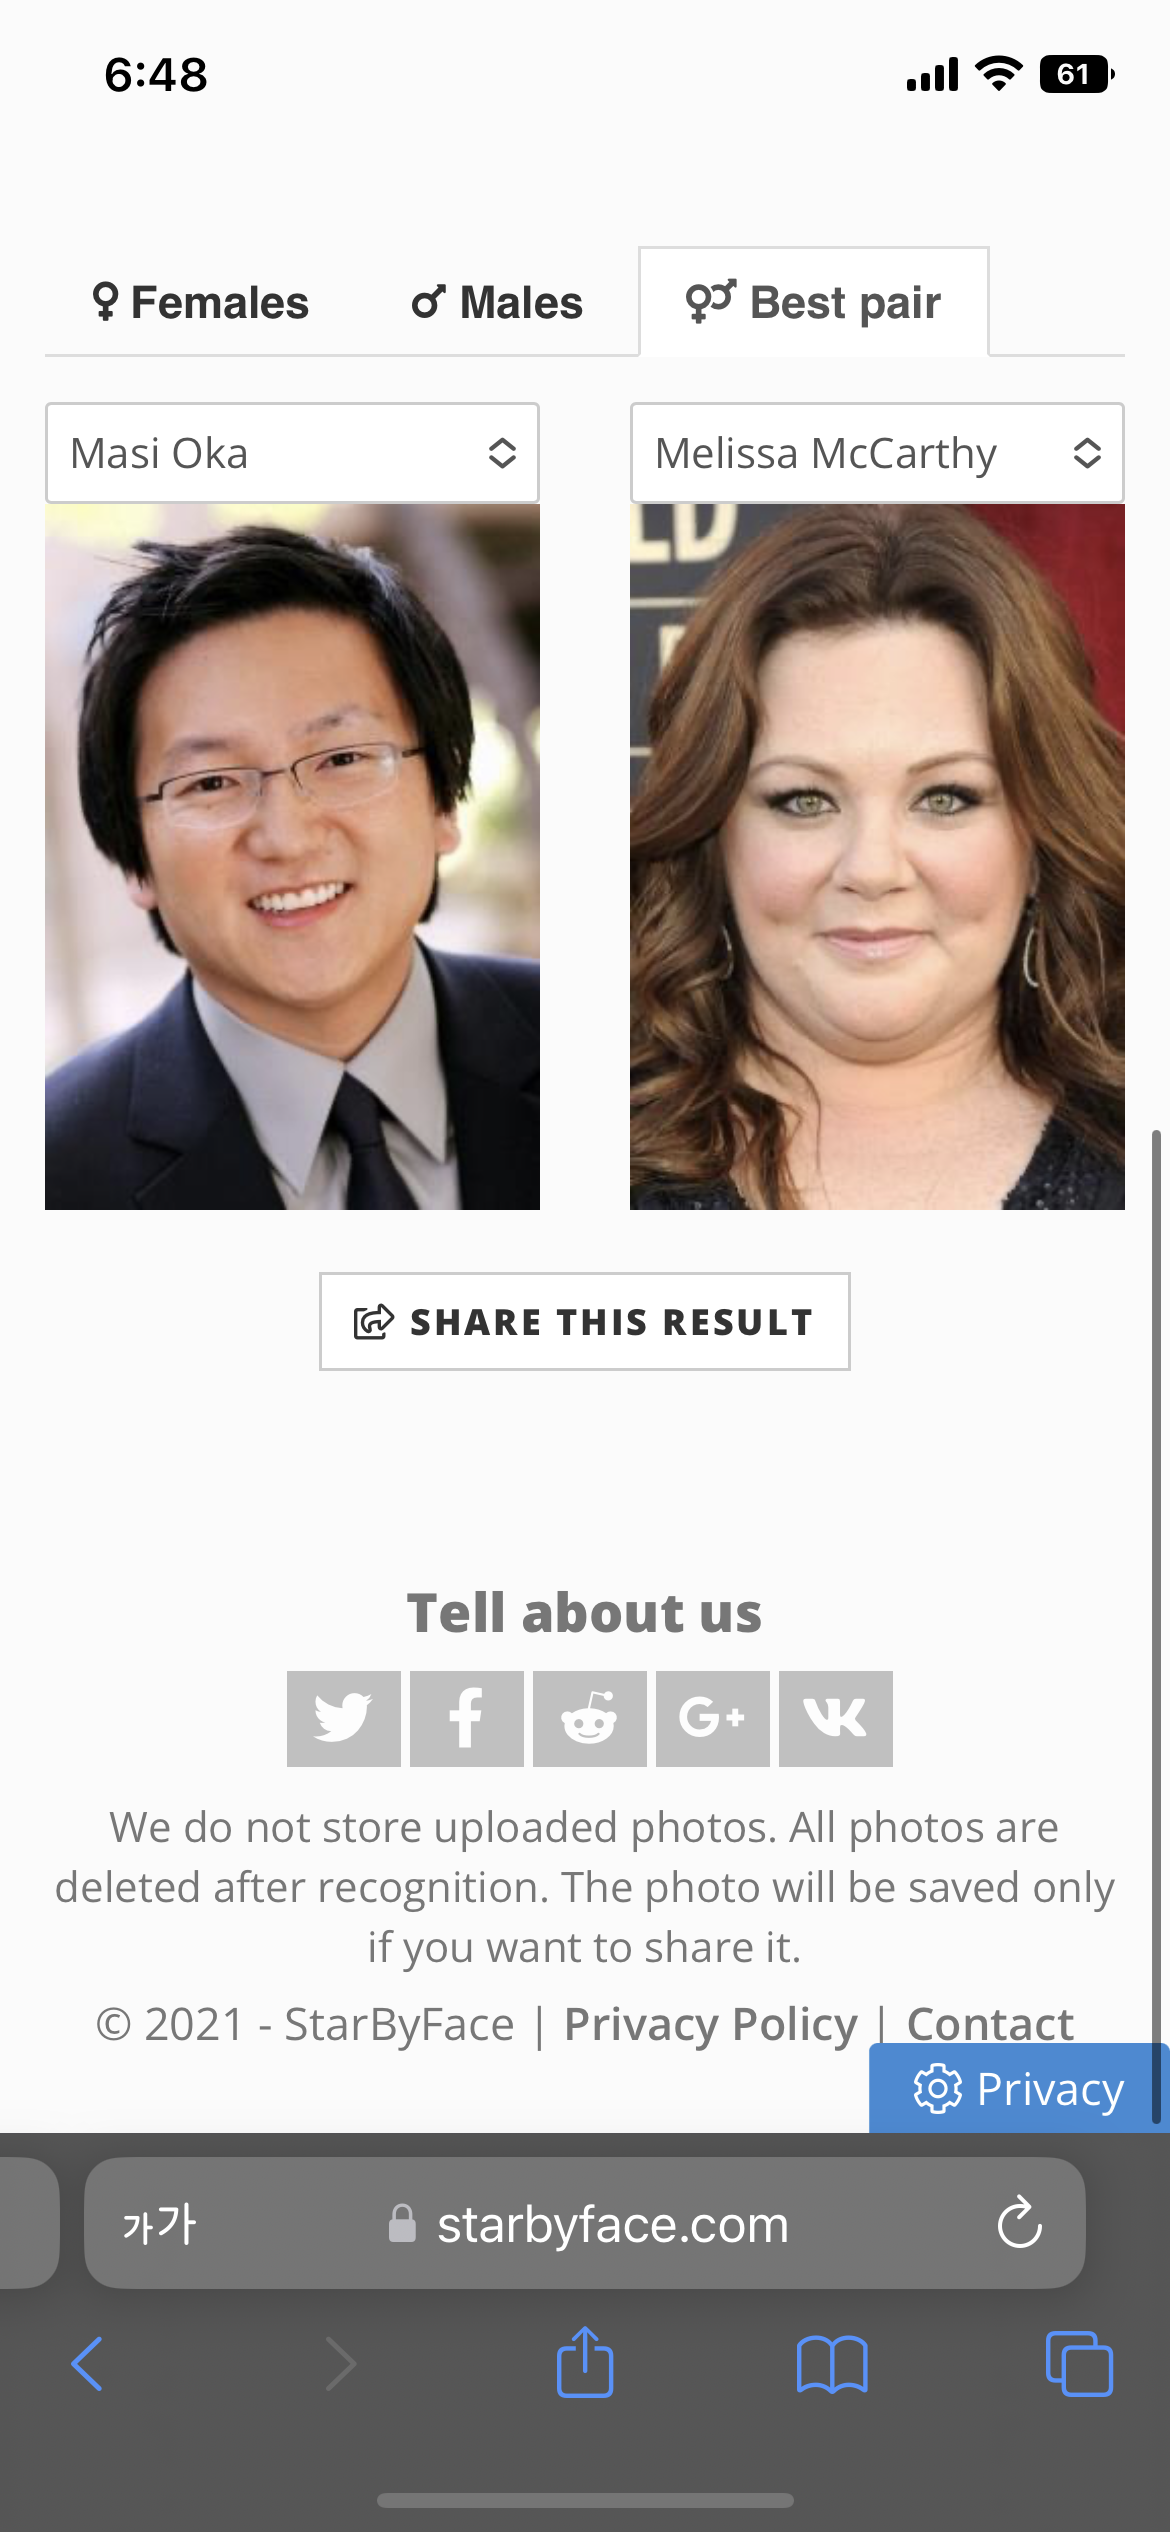 6:48
61
Females Males Best pair
Masi Oka
Melissa McCarthy
LD
SHARE THIS RESULT
Tell about us
G+
We do not store uploaded photos. All photos are
deleted after recognition. The photo will be saved only
if you want to share it.
© 2021 - StarByFace | Privacy Policy | Contact
Privacy
가가 starbyface.com